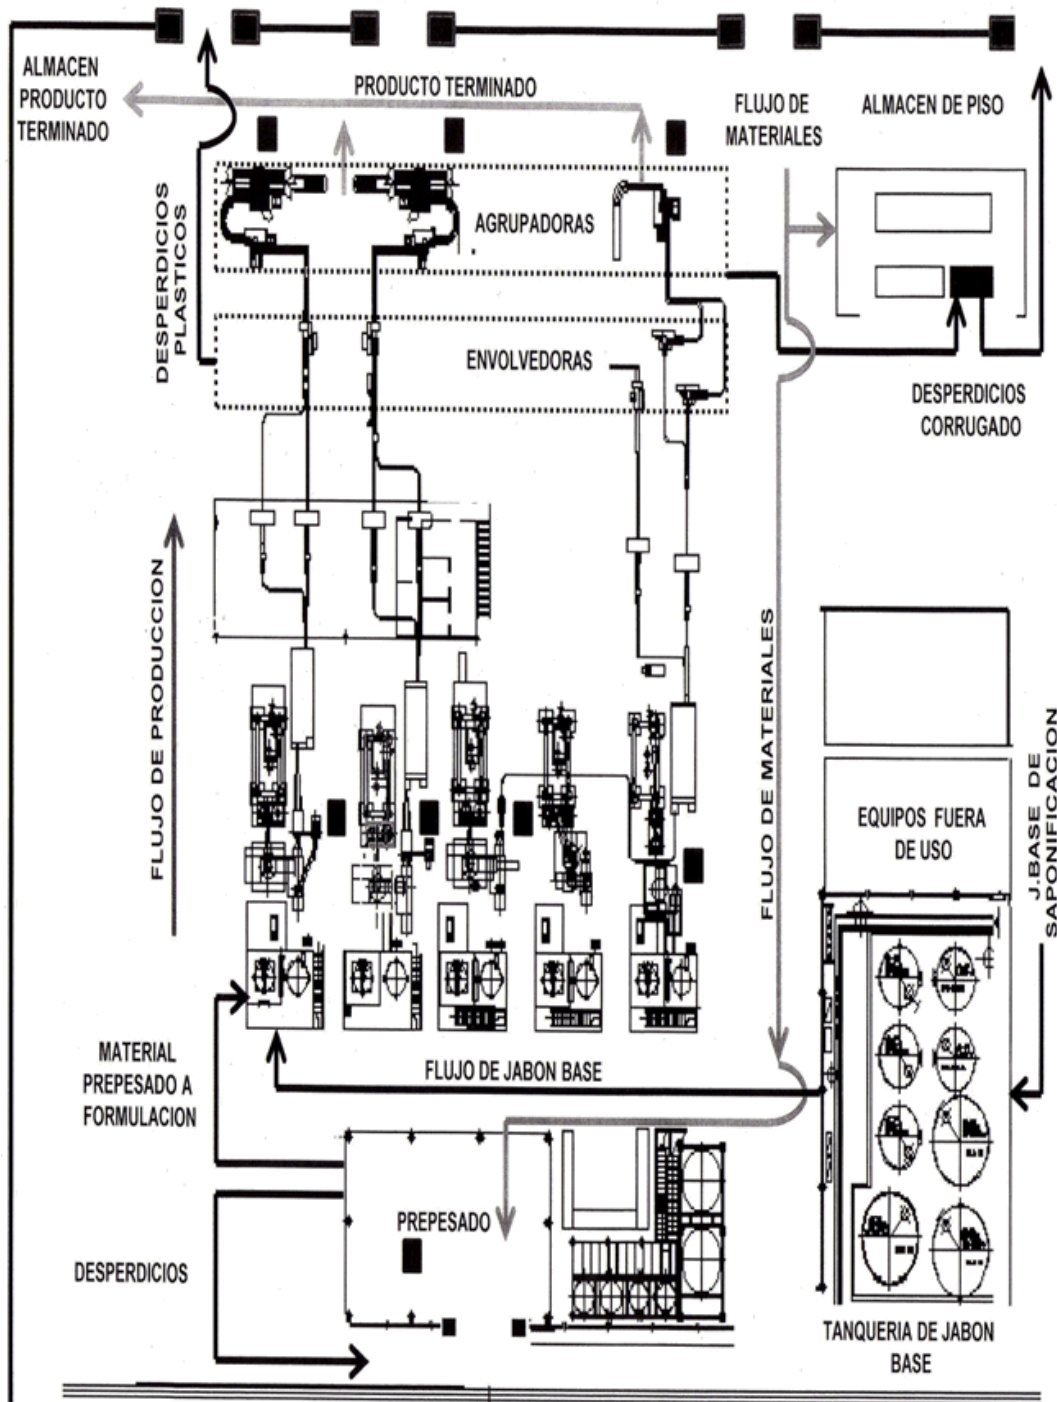 ALMACEN
PRODUCTO
TERMINADO
PRODUCTO TERMINADO
FLUJO DE
MATERIALES
ALMACEN DE PISO
DESPERDICIOS
PLASTICOS
AGRUPADORAS
ENVOLVEDORAS
DESPERDICIOS
CORRUGADO
FLUJO DE PRODUCCION
FLUJO DE MATERIALES
EQUIPOS FUERA
DE USO
J.BASE DE
SAPONIFICACION
MATERIAL
PREPESADO A
FORMULACION
FLUJO DE JABON BASE
PREPESADO
DESPERDICIOS
TANQUERIA DE JABON
BASE